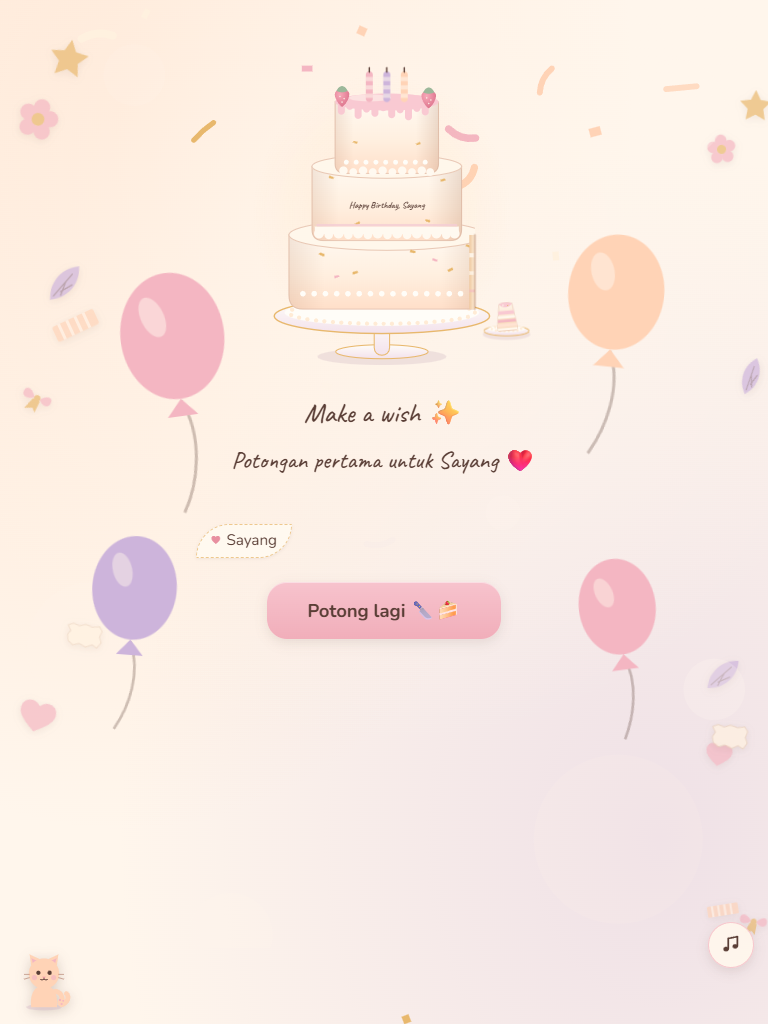 Happy Birthday, Sayang
Make a wish ✨
Potongan pertama untuk Sayang ❤️
Sayang
Potong lagi 🔪🍰